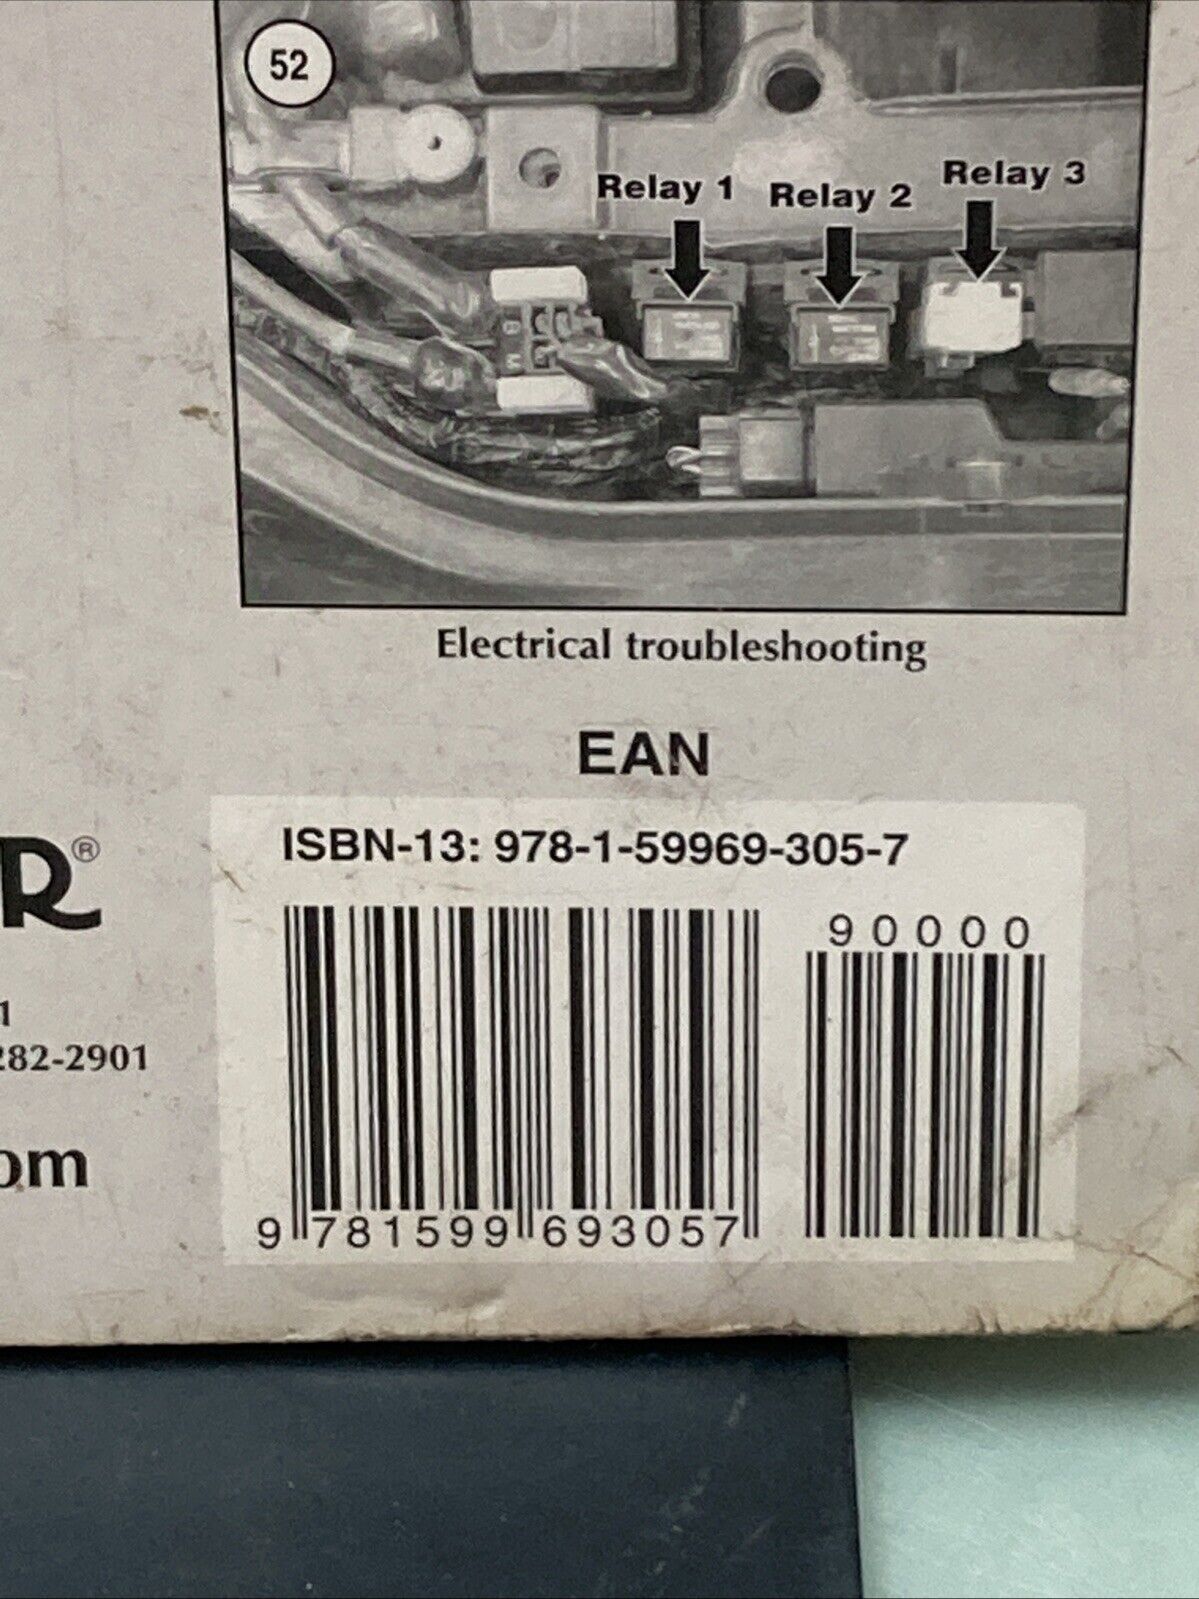 52
Relay 1
Relay 2
Relay 3
Electrical troubleshooting
EAN
ISBN-13: 978-1-59969-305-7
R®
90000
1
282-2901
om
9 781599 693057